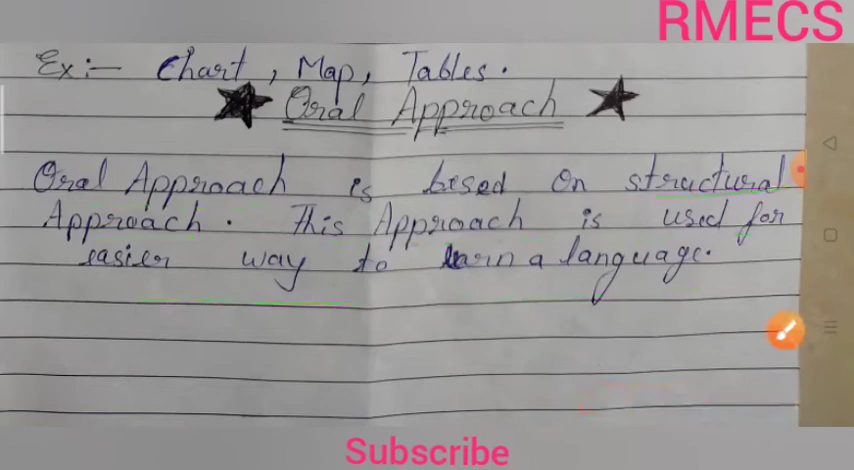 RMECS
Ex:- Chart, Map, Tables.
Oral Approach
Oral Approach is besed on structural
Approach. This Approach is used for
easier way to learn a language.
Subscribe